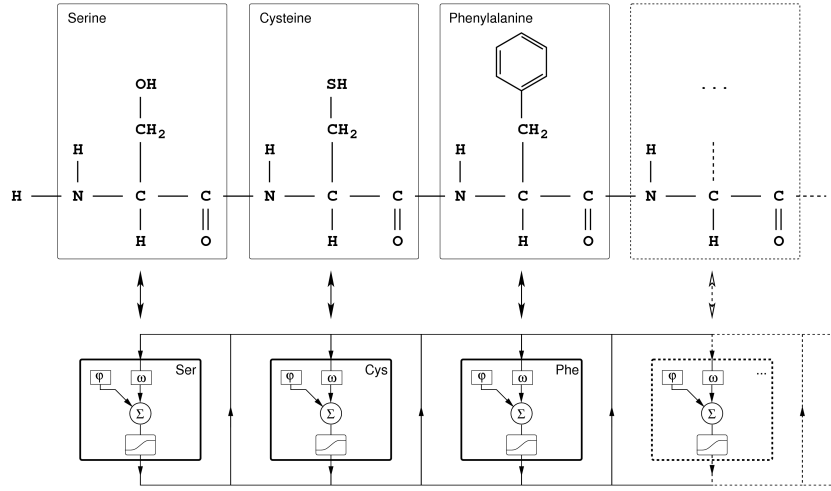 Serine Cysteine Phenylalanine
OH SH ...
CH2 CH2 CH2
H H H H
H N C C N C C N C C N C C
H O H O H O H O
Ser Cys Phe ...
φ ω φ ω φ ω φ ω
Σ Σ Σ Σ